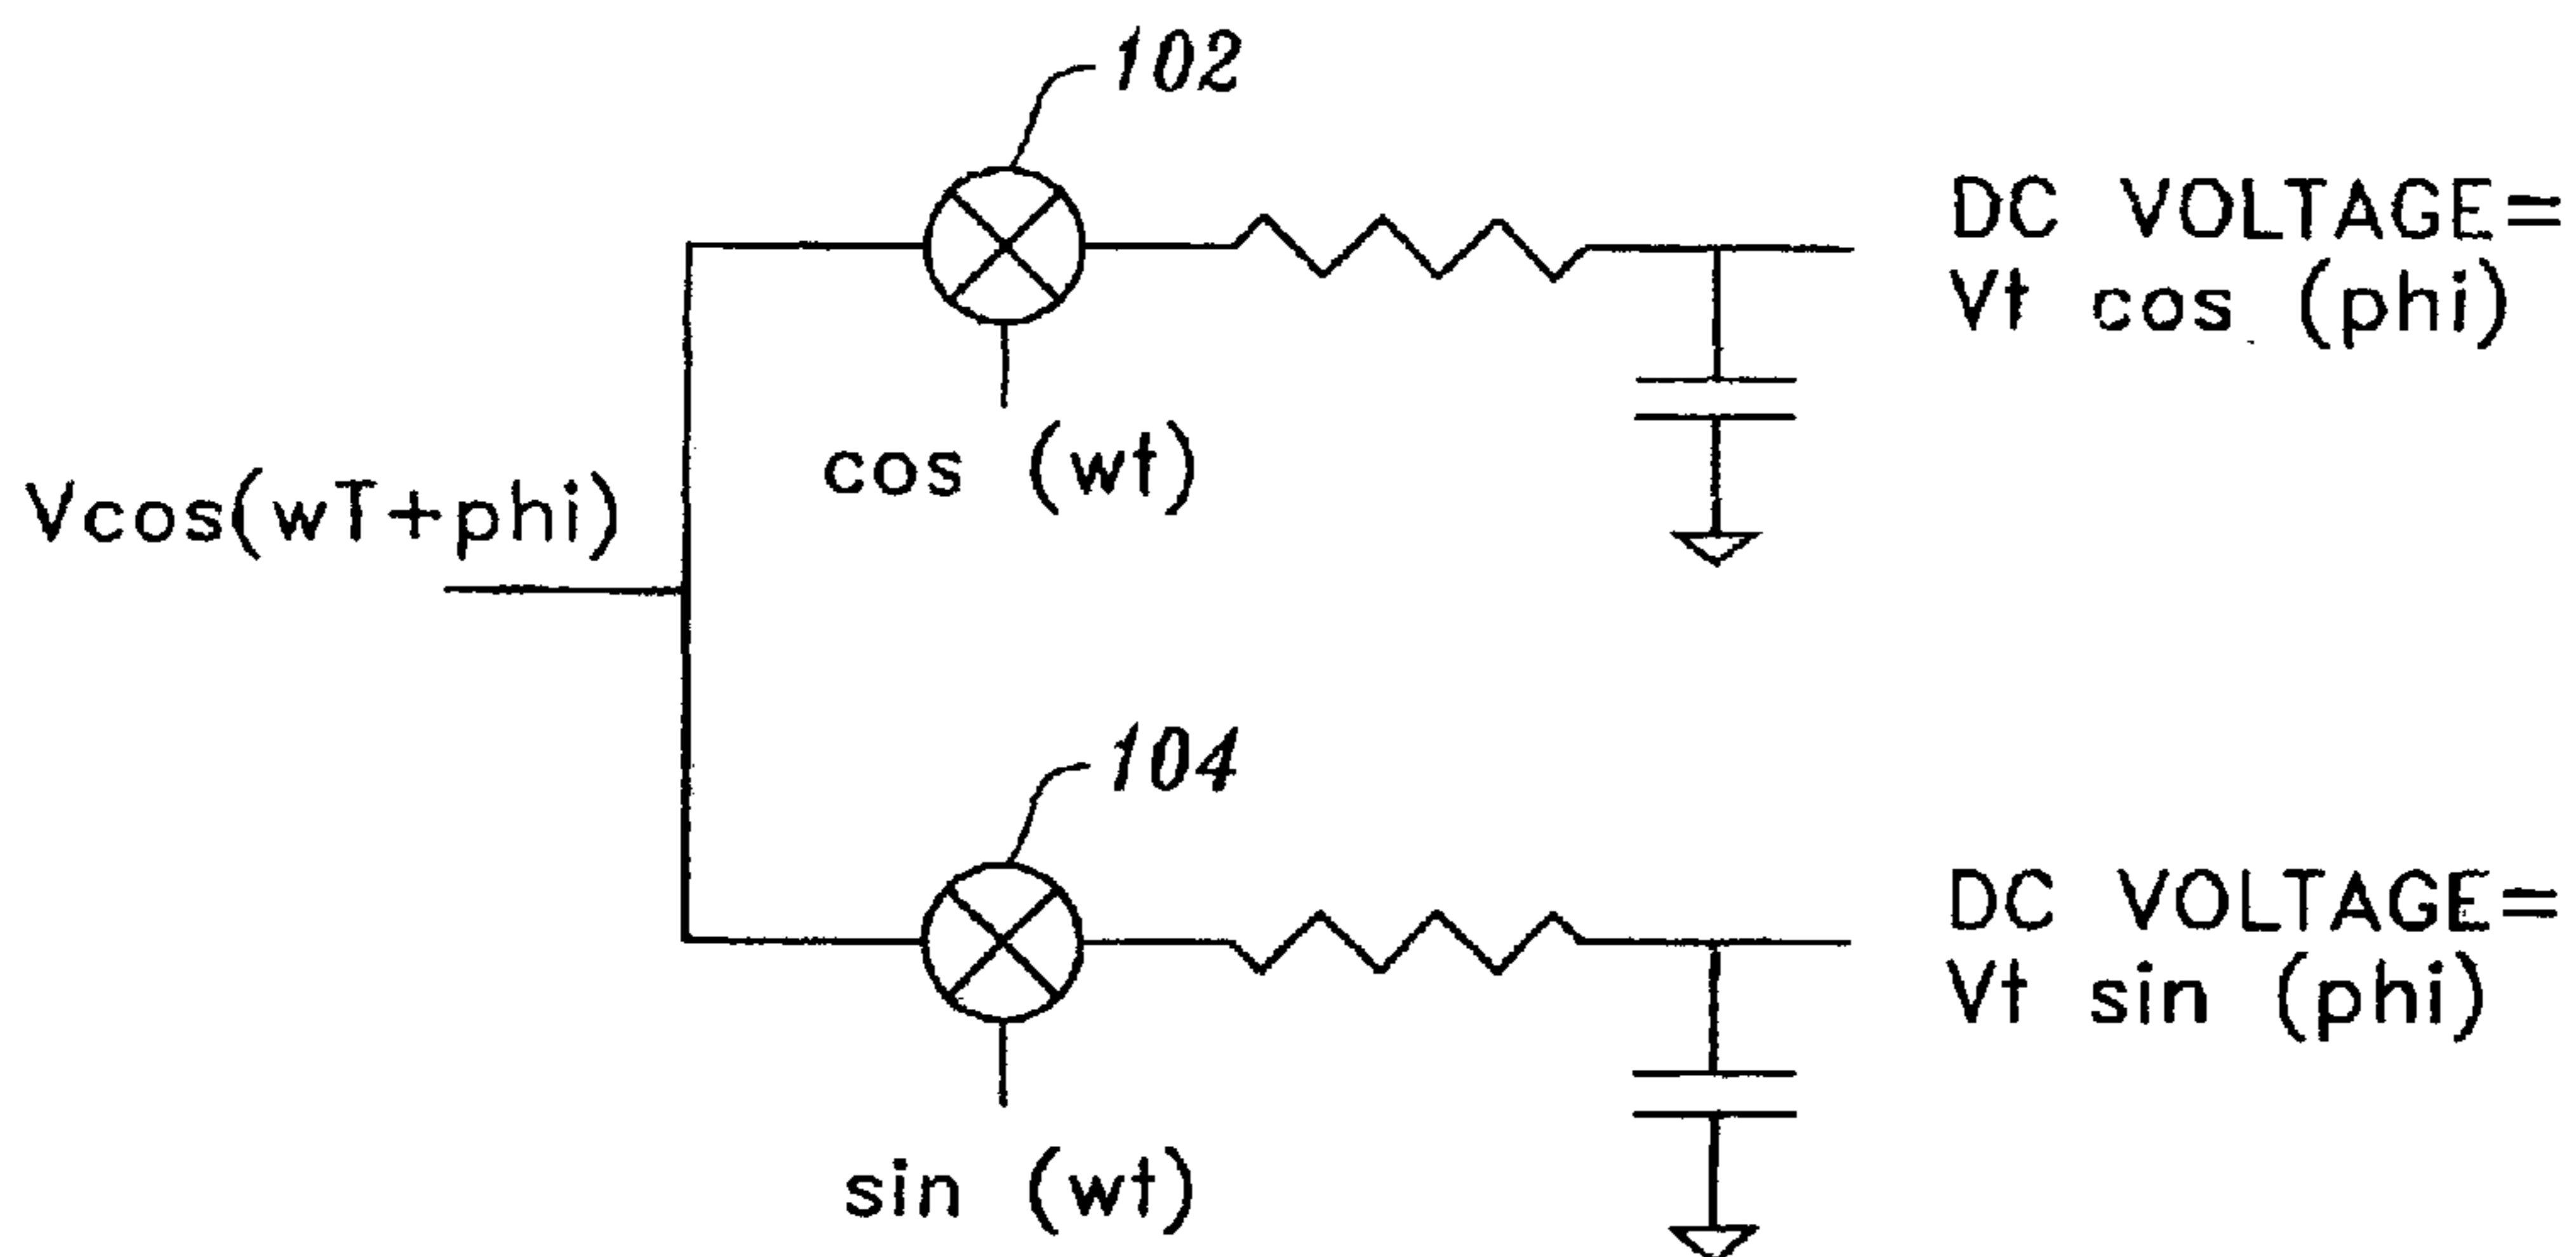 102
DC VOLTAGE=
Vt cos (phi)
cos (wt)
Vcos(wT+phi)
104
DC VOLTAGE=
Vt sin (phi)
sin (wt)